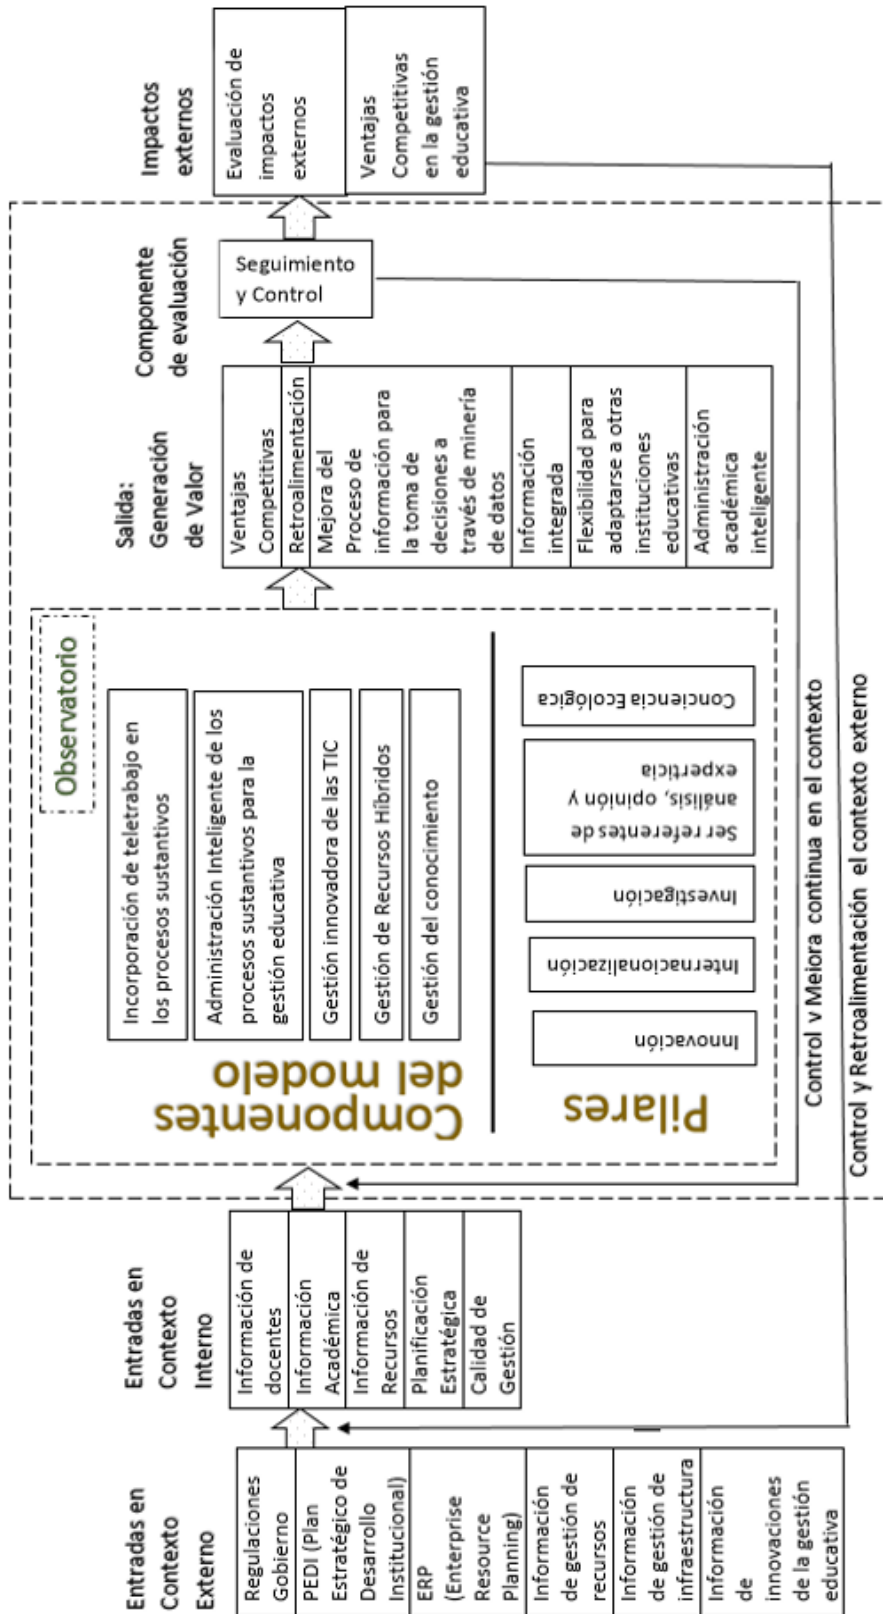 Entradas en
Contexto
Externo
Regulaciones
Gobierno
PEDI (Plan
Estratégico de
Desarrollo
Institucional)
ERP
(Enterprise
Resource
Planning)
Información
de gestión de
recursos
Información
de gestión de
infraestructura
Información
de
innovaciones
de la gestión
educativa
Entradas en
Contexto
Interno
Información de
docentes
Información
Académica
Información de
Recursos
Planificación
Estratégica
Calidad de
Gestión
Observatorio
Componentes
del modelo
Incorporación de teletrabajo en
los procesos sustantivos
Administración Inteligente de los
procesos sustantivos para la
gestión educativa
Gestión innovadora de las TIC
Gestión de Recursos Híbridos
Gestión del conocimiento
Pilares
Innovación
Internacionalización
Investigación
Ser referentes de
análisis, opinión y
experticia
Conciencia Ecológica
Salida:
Generación
de Valor
Ventajas
Competitivas
Retroalimentación
Mejora del
Proceso de
información para
la toma de
decisiones a
través de minería
de datos
Información
integrada
Flexibilidad para
adaptarse a otras
instituciones
educativas
Administración
académica
inteligente
Componente
de evaluación
Seguimiento
y Control
Impactos
externos
Evaluación de
impactos
externos
Ventajas
Competitivas
en la gestión
educativa
Control y Mejora continua en el contexto
Control y Retroalimentación el contexto externo